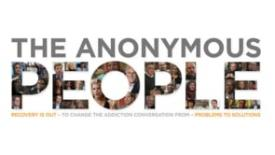 THE ANONYMOUS
PEOPLE
RECOVERY IS OUT – TO CHANGE THE ADDICTION CONVERSATION FROM – PROBLEMS TO SOLUTIONS